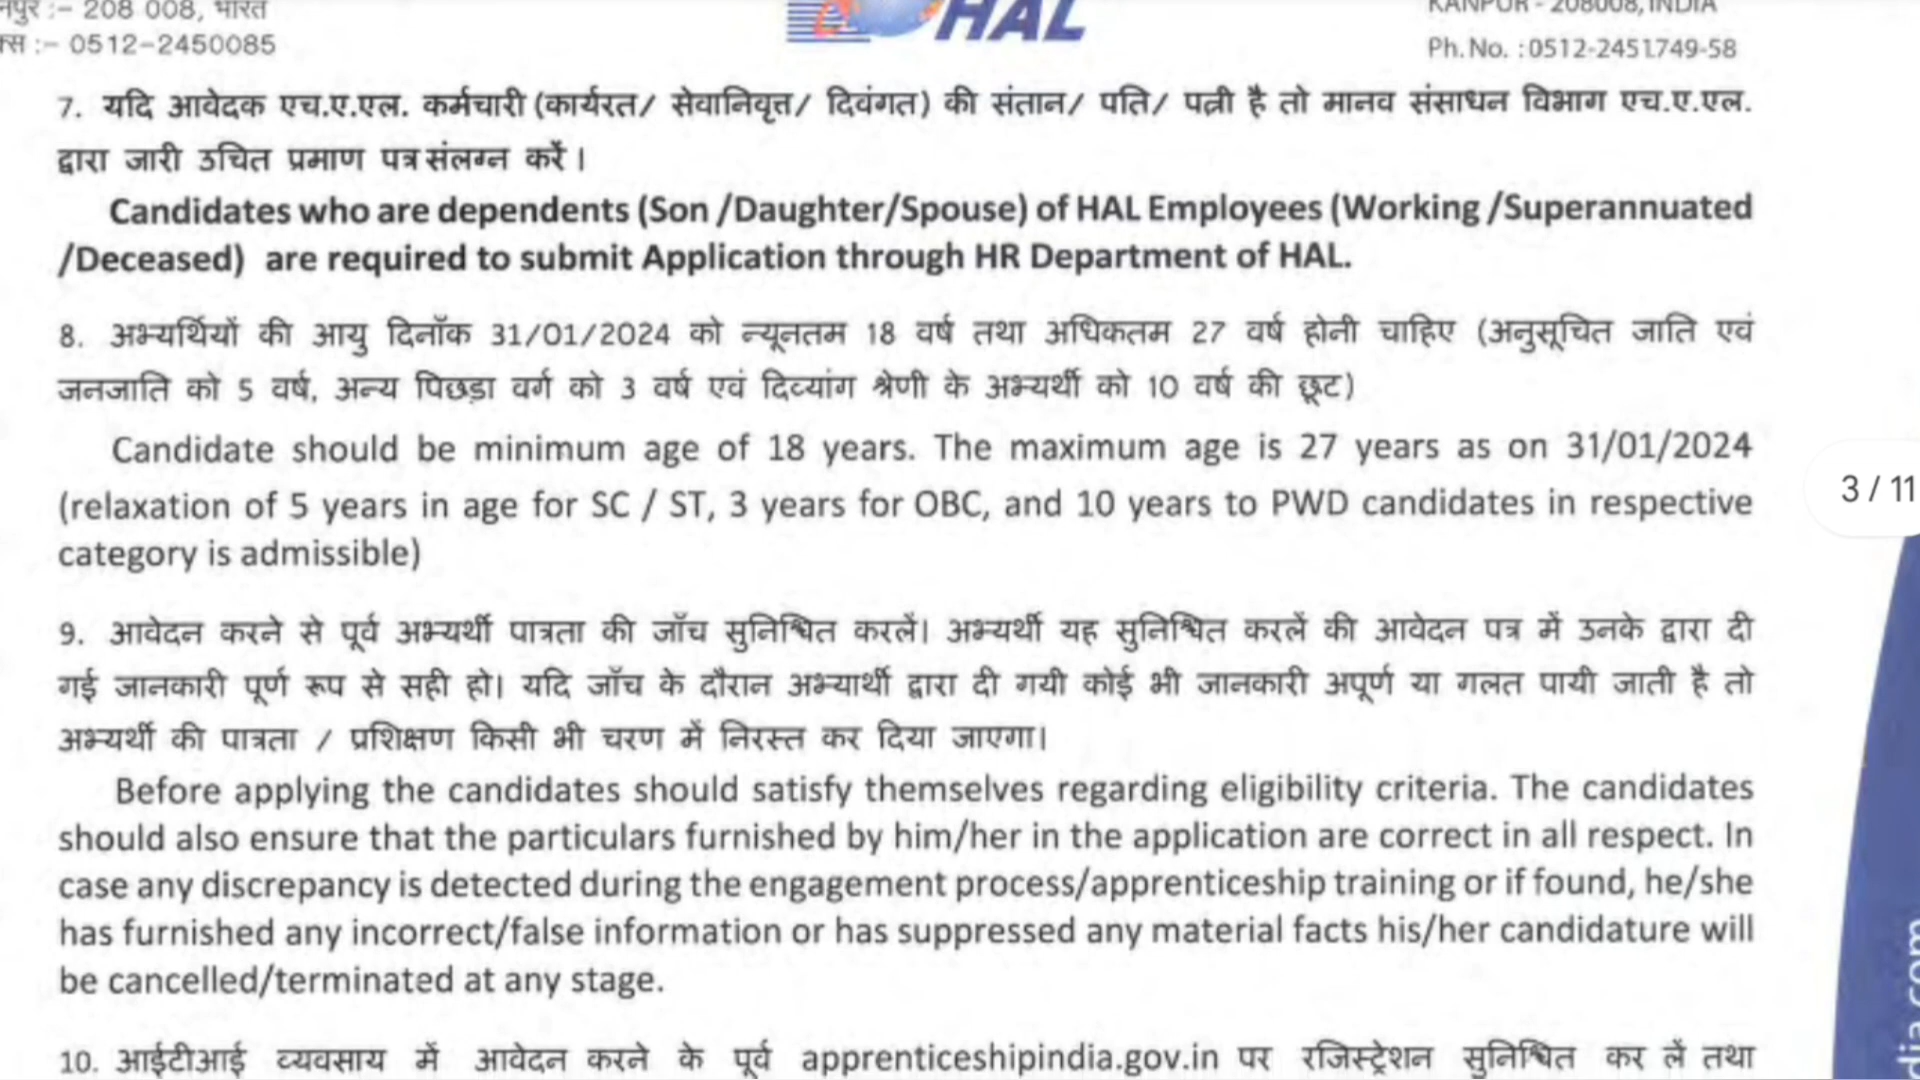 नपुर :– 208 008, भारत
क्स :– 0512–2450085
HAL
KANPUR - 208008, INDIA
Ph. No. : 0512-2451749-58
7. यदि आवेदक एच.ए.एल. कर्मचारी (कार्यरत/ सेवानिवृत्त/ दिवंगत) की संतान/ पति/ पत्नी है तो मानव संसाधन विभाग एच.ए.एल.
द्वारा जारी उचित प्रमाण पत्र संलग्न करें ।
Candidates who are dependents (Son /Daughter/Spouse) of HAL Employees (Working /Superannuated
/Deceased) are required to submit Application through HR Department of HAL.
8. अभ्यर्थियों की आयु दिनॉक 31/01/2024 को न्यूनतम 18 वर्ष तथा अधिकतम 27 वर्ष होनी चाहिए (अनुसूचित जाति एवं
जनजाति को 5 वर्ष, अन्य पिछड़ा वर्ग को 3 वर्ष एवं दिव्यांग श्रेणी के अभ्यर्थी को 10 वर्ष की छूट)
Candidate should be minimum age of 18 years. The maximum age is 27 years as on 31/01/2024
(relaxation of 5 years in age for SC / ST, 3 years for OBC, and 10 years to PWD candidates in respective
category is admissible)
3 / 11
9. आवेदन करने से पूर्व अभ्यर्थी पात्रता की जॉच सुनिश्चित करलें। अभ्यर्थी यह सुनिश्चित करलें की आवेदन पत्र में उनके द्वारा दी
गई जानकारी पूर्ण रूप से सही हो। यदि जॉच के दौरान अभ्यार्थी द्वारा दी गयी कोई भी जानकारी अपूर्ण या गलत पायी जाती है तो
अभ्यर्थी की पात्रता / प्रशिक्षण किसी भी चरण में निरस्त कर दिया जाएगा।
Before applying the candidates should satisfy themselves regarding eligibility criteria. The candidates
should also ensure that the particulars furnished by him/her in the application are correct in all respect. In
case any discrepancy is detected during the engagement process/apprenticeship training or if found, he/she
has furnished any incorrect/false information or has suppressed any material facts his/her candidature will
be cancelled/terminated at any stage.
10. आईटीआई व्यवसाय में आवेदन करने के पूर्व apprenticeshipindia.gov.in पर रजिस्ट्रेशन सुनिश्चित कर लें तथा
dia.com